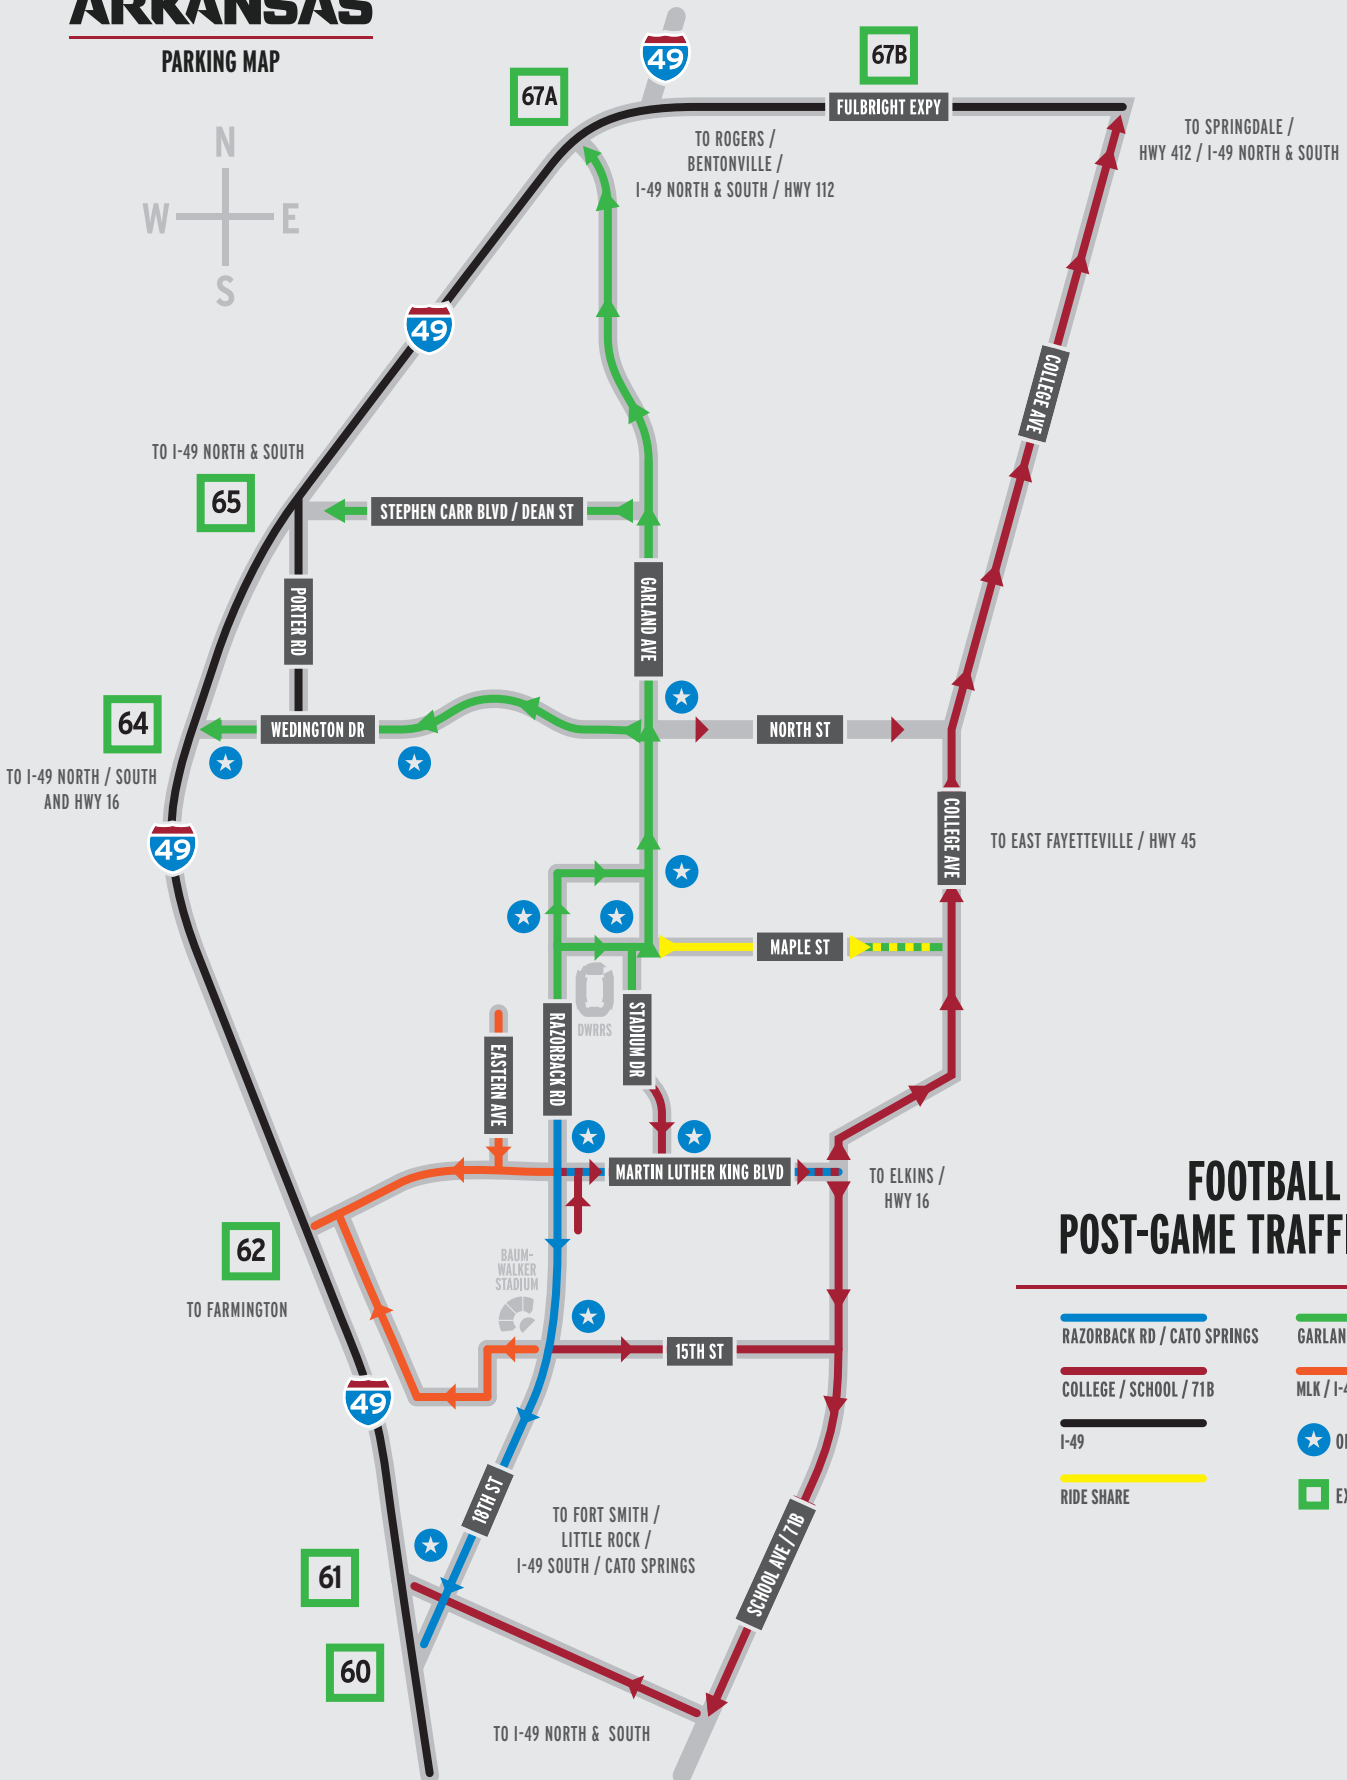 ARKANSAS
PARKING MAP
N
W
E
S
49
67A
67B
FULBRIGHT EXPY
TO ROGERS /
BENTONVILLE /
I-49 NORTH & SOUTH / HWY 112
TO SPRINGDALE /
HWY 412 / I-49 NORTH & SOUTH
49
COLLEGE AVE
TO I-49 NORTH & SOUTH
65
STEPHEN CARR BLVD / DEAN ST
PORTER RD
GARLAND AVE
64
WEDINGTON DR
NORTH ST
TO I-49 NORTH / SOUTH
AND HWY 16
49
COLLEGE AVE
TO EAST FAYETTEVILLE / HWY 45
MAPLE ST
DWRRS
RAZORBACK RD
STADIUM DR
EASTERN AVE
MARTIN LUTHER KING BLVD
TO ELKINS /
HWY 16
62
TO FARMINGTON
BAUM-
WALKER
STADIUM
15TH ST
49
18TH ST
TO FORT SMITH /
LITTLE ROCK /
I-49 SOUTH / CATO SPRINGS
SCHOOL AVE / 71B
61
60
TO I-49 NORTH & SOUTH
FOOTBALL
POST-GAME TRAFF
RAZORBACK RD / CATO SPRINGS
GARLAN
COLLEGE / SCHOOL / 71B
MLK / I-4
I-49
RIDE SHARE
EX